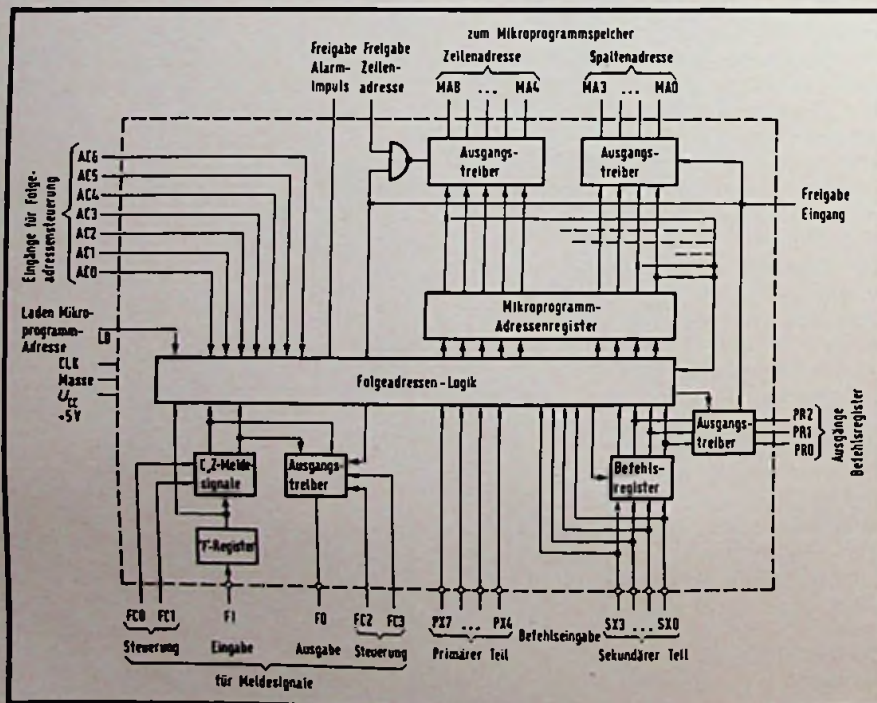 zum Mikroprogrammspeicher
Freigabe Alarm-Impuls
Freigabe Zeilen-adresse
Zeilenadresse
Spaltenadresse
MA8 ... MA4
MA3 ... MA0
Ausgangs-
treiber
Ausgangs-
treiber
Freigabe
Eingang
Eingänge für Folge-
adressensteuerung
AC6
AC5
AC4
AC3
AC2
AC1
AC0
Mikroprogramm-
Adressenregister
Laden Mikro-
programm-
Adresse
LD
CLK
Masse
UCC
+5V
Folgeadressen-Logik
Ausgangs-
treiber
PR2
PR1
PR0
Ausgänge
Befehlsregister
C,Z-Melde-
signale
Ausgangs-
treiber
Befehls-
register
"F"-Register
FC0 FC1
FI
FO
FC2 FC3
PX7 ... PX4
Befehlseingabe
SX3 ... SX0
Steuerung
Eingabe
Ausgabe
Steuerung
Primärer Teil
Sekundärer Teil
für Meldesignale